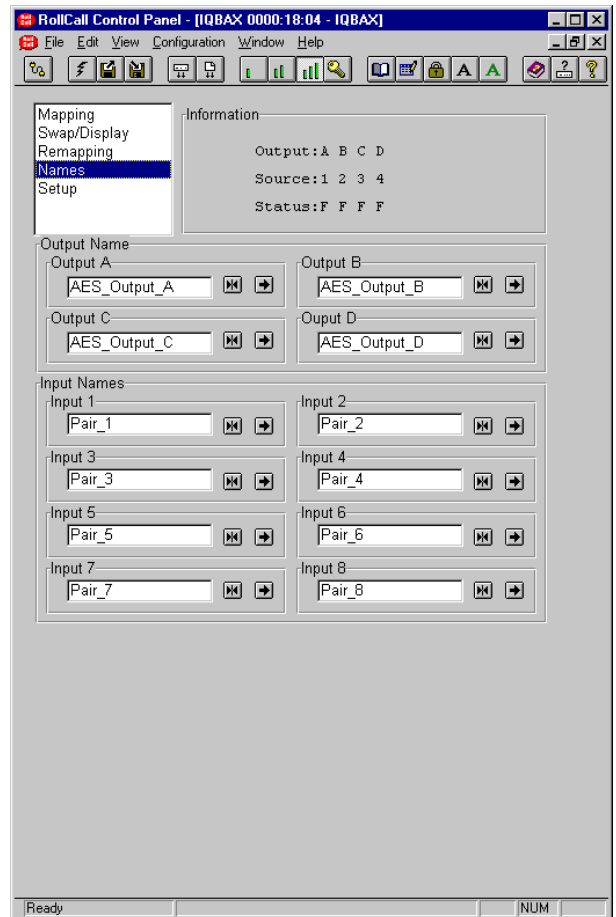 RollCall Control Panel - [IQBAX 0000:18:04 - IQBAX]
File Edit View Configuration Window Help
A A ? ?
Mapping
Swap/Display
Remapping
Names
Setup
Information
Output:A B C D
Source:1 2 3 4
Status:F F F F
Output Name
Output A
Output B
AES_Output_A
AES_Output_B
Output C
Ouput D
AES_Output_C
AES_Output_D
Input Names
Input 1
Input 2
Pair_1
Pair_2
Input 3
Input 4
Pair_3
Pair_4
Input 5
Input 6
Pair_5
Pair_6
Input 7
Input 8
Pair_7
Pair_8
Ready
NUM